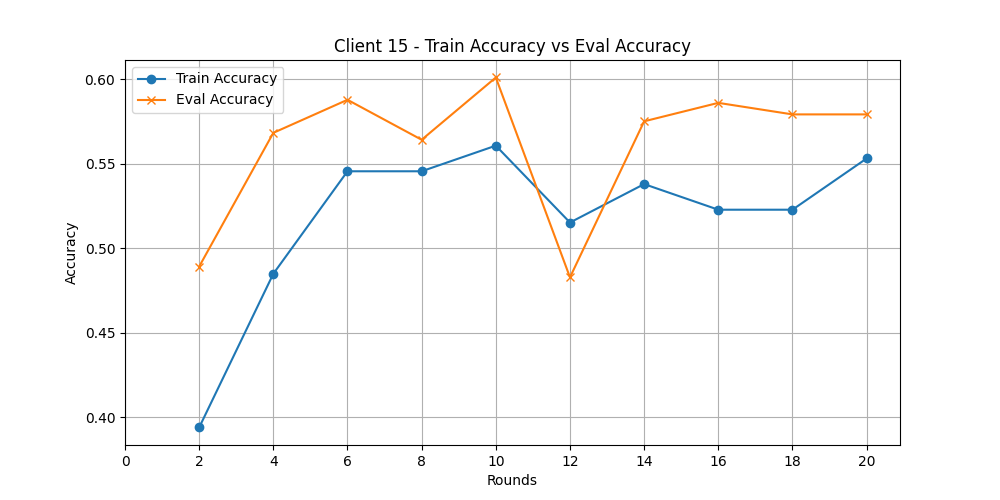 Client 15 - Train Accuracy vs Eval Accuracy
Train Accuracy
Eval Accuracy
0.60
0.55
0.50
0.45
0.40
Accuracy
0 2 4 6 8 10 12 14 16 18 20
Rounds